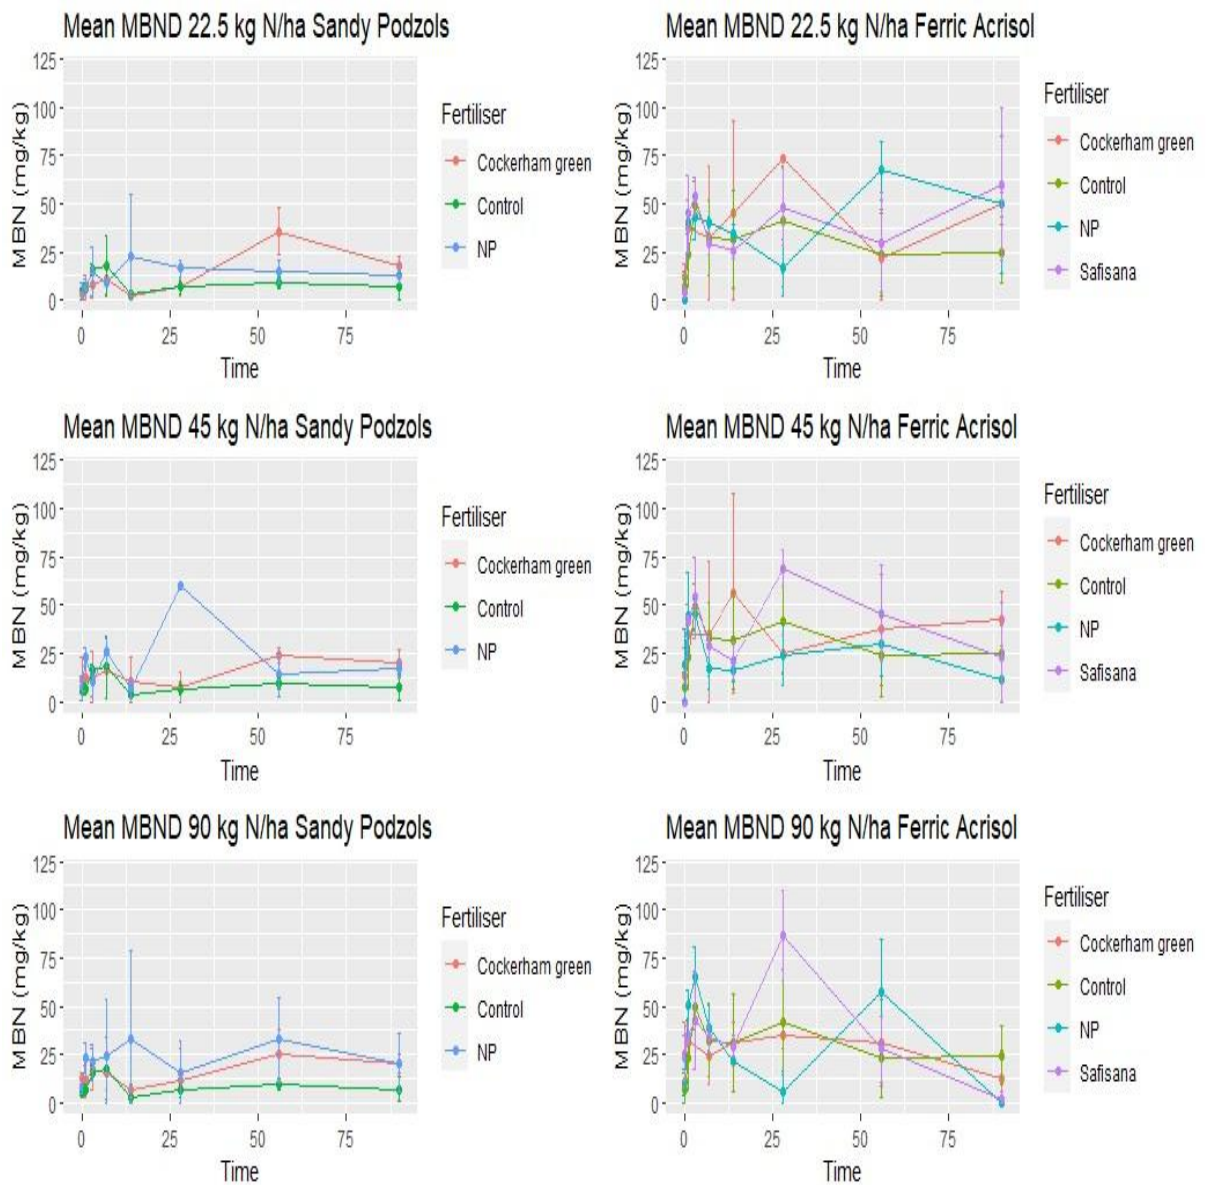 Mean MBND 22.5 kg N/ha Sandy Podzols
MBN (mg/kg)
125
100
75
50
25
0
0 25 50 75
Time
Fertiliser
Cockerham green
Control
NP
Mean MBND 22.5 kg N/ha Ferric Acrisol
MBN (mg/kg)
125
100
75
50
25
0
0 25 50 75
Time
Fertiliser
Cockerham green
Control
NP
Safisana
Mean MBND 45 kg N/ha Sandy Podzols
MBN (mg/kg)
125
100
75
50
25
0
0 25 50 75
Time
Fertiliser
Cockerham green
Control
NP
Mean MBND 45 kg N/ha Ferric Acrisol
MBN (mg/kg)
125
100
75
50
25
0
0 25 50 75
Time
Fertiliser
Cockerham green
Control
NP
Safisana
Mean MBND 90 kg N/ha Sandy Podzols
MBN (mg/kg)
125
100
75
50
25
0
0 25 50 75
Time
Fertiliser
Cockerham green
Control
NP
Mean MBND 90 kg N/ha Ferric Acrisol
MBN (mg/kg)
125
100
75
50
25
0
0 25 50 75
Time
Fertiliser
Cockerham green
Control
NP
Safisana